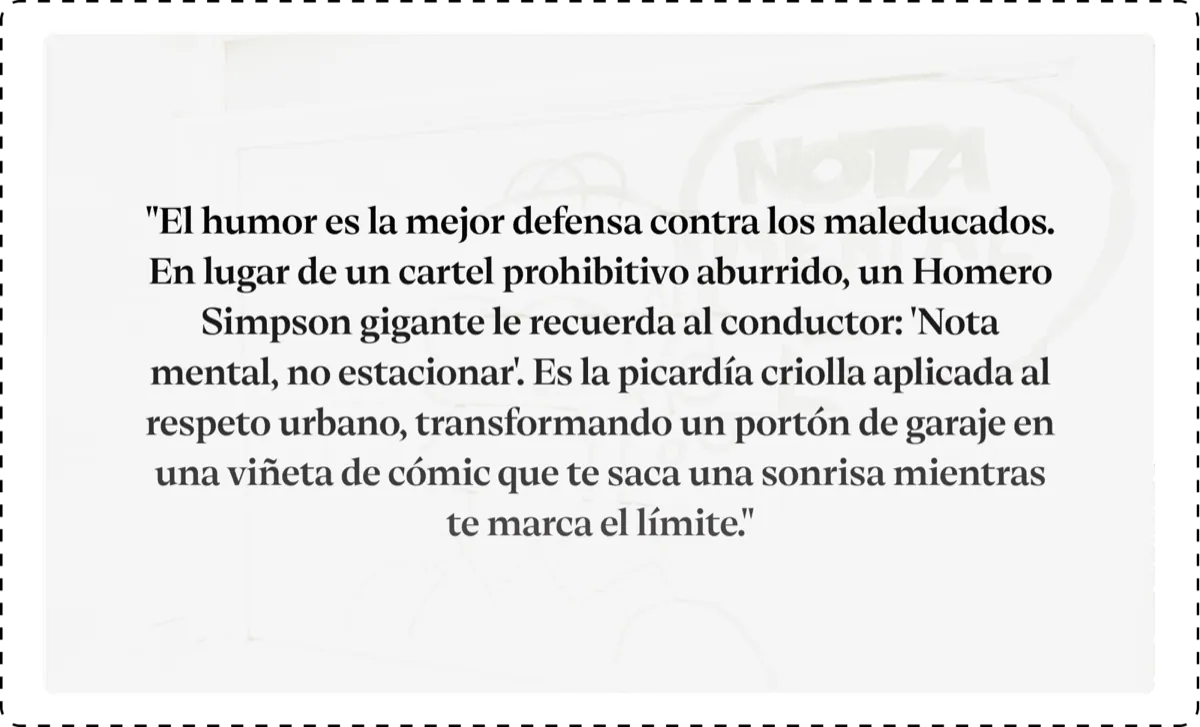 NOTA
"El humor es la mejor defensa contra los maleducados.
En lugar de un cartel prohibitivo aburrido, un Homero
Simpson gigante le recuerda al conductor: 'Nota
mental, no estacionar'. Es la picardía criolla aplicada al
respeto urbano, transformando un portón de garaje en
una viñeta de cómic que te saca una sonrisa mientras
te marca el límite."